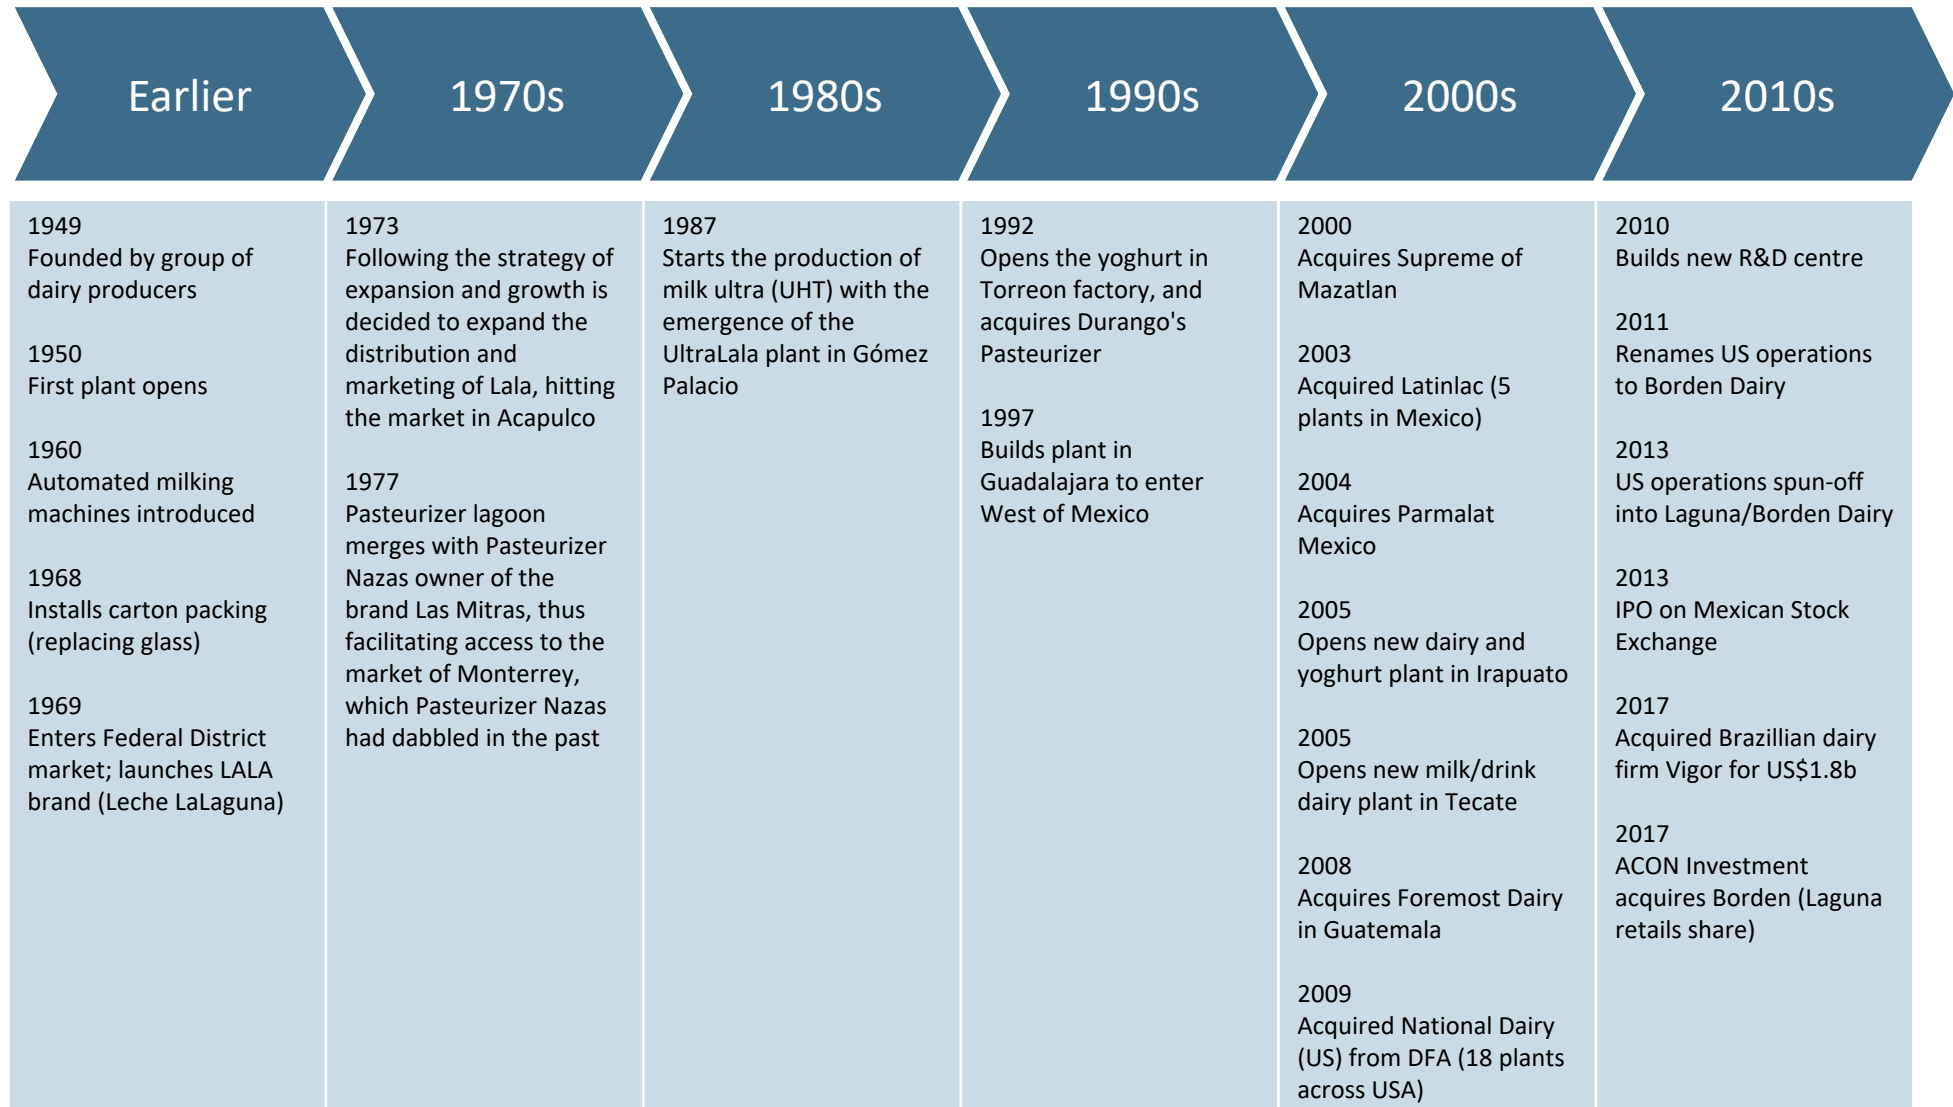 Earlier
1970s
1980s
1990s
2000s
2010s
1949
Founded by group of
dairy producers
1950
First plant opens
1960
Automated milking
machines introduced
1968
Installs carton packing
(replacing glass)
1969
Enters Federal District
market; launches LALA
brand (Leche LaLaguna)
1973
Following the strategy of
expansion and growth is
decided to expand the
distribution and
marketing of Lala, hitting
the market in Acapulco
1977
Pasteurizer lagoon
merges with Pasteurizer
Nazas owner of the
brand Las Mitras, thus
facilitating access to the
market of Monterrey,
which Pasteurizer Nazas
had dabbled in the past
1987
Starts the production of
milk ultra (UHT) with the
emergence of the
UltraLala plant in Gómez
Palacio
1992
Opens the yoghurt in
Torreon factory, and
acquires Durango's
Pasteurizer
1997
Builds plant in
Guadalajara to enter
West of Mexico
2000
Acquires Supreme of
Mazatlan
2003
Acquired Latinlac (5
plants in Mexico)
2004
Acquires Parmalat
Mexico
2005
Opens new dairy and
yoghurt plant in Irapuato
2005
Opens new milk/drink
dairy plant in Tecate
2008
Acquires Foremost Dairy
in Guatemala
2009
Acquired National Dairy
(US) from DFA (18 plants
across USA)
2010
Builds new R&D centre
2011
Renames US operations
to Borden Dairy
2013
US operations spun-off
into Laguna/Borden Dairy
2013
IPO on Mexican Stock
Exchange
2017
Acquired Brazillian dairy
firm Vigor for US$1.8b
2017
ACON Investment
acquires Borden (Laguna
retails share)